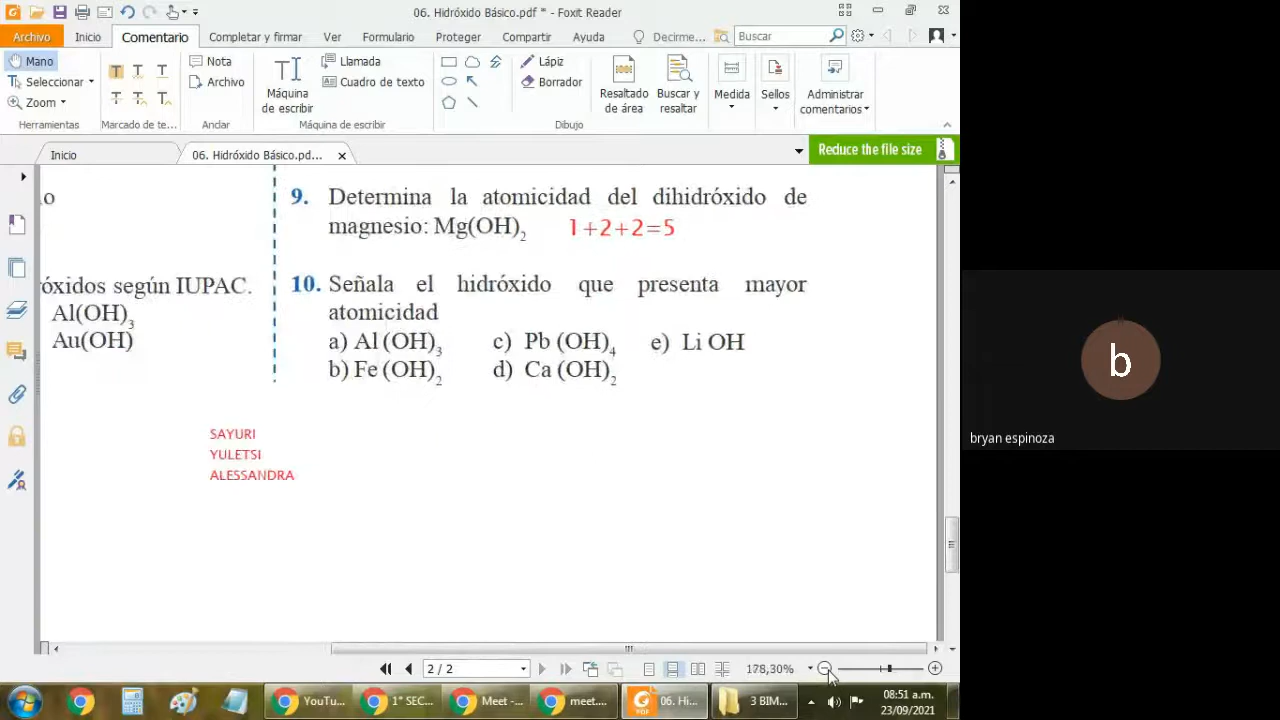 06. Hidróxido Básico.pdf * - Foxit Reader
Archivo
Inicio
Comentario
Completar y firmar
Ver
Formulario
Proteger
Compartir
Ayuda
Decirme...
Buscar
Mano
Seleccionar
Zoom
Herramientas
T T T
T T T
Marcado de te...
Nota
Archivo
Anclar
Máquina
de escribir
Llamada
Cuadro de texto
Máquina de escribir
Lápiz
Borrador
Dibujo
Resaltado
de área
Buscar y
resaltar
Medida
Sellos
Administrar
comentarios
Inicio
06. Hidróxido Básico.pd...
Reduce the file size
lo
róxidos según IUPAC.
Al(OH)3
Au(OH)
9. Determina la atomicidad del dihidróxido de
magnesio: Mg(OH)2 1+2+2=5
10. Señala el hidróxido que presenta mayor
atomicidad
a) Al (OH)3 c) Pb (OH)4 e) Li OH
b) Fe (OH)2 d) Ca (OH)2
SAYURI
YULETSI
ALESSANDRA
b
bryan espinoza
2 / 2
178,30%
YouTu...
1° SEC...
Meet -...
meet....
PDF
06. Hi...
3 BIM...
08:51 a.m.
23/09/2021